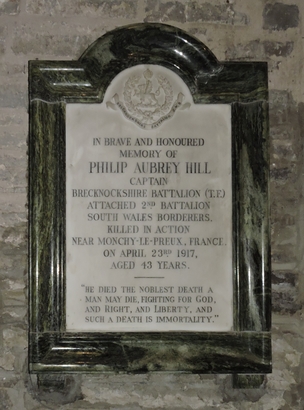 IN BRAVE AND HONOURED
MEMORY OF
PHILIP AUBREY HILL
CAPTAIN
BRECKNOCKSHIRE BATTALION (T.F.)
ATTACHED 2ND BATTALION
SOUTH WALES BORDERERS.
KILLED IN ACTION
NEAR MONCHY-LE-PREUX, FRANCE.
ON APRIL 23RD 1917,
AGED 43 YEARS.
"HE DIED THE NOBLEST DEATH A
MAN MAY DIE, FIGHTING FOR GOD,
AND RIGHT, AND LIBERTY, AND
SUCH A DEATH IS IMMORTALITY."